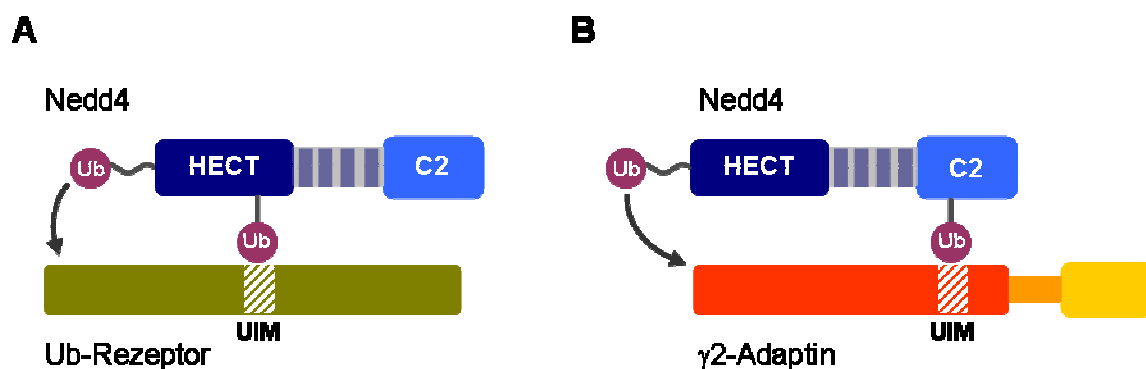 A
Nedd4
Ub
HECT
C2
Ub
UIM
Ub-Rezeptor
B
Nedd4
Ub
HECT
C2
Ub
UIM
γ2-Adaptin